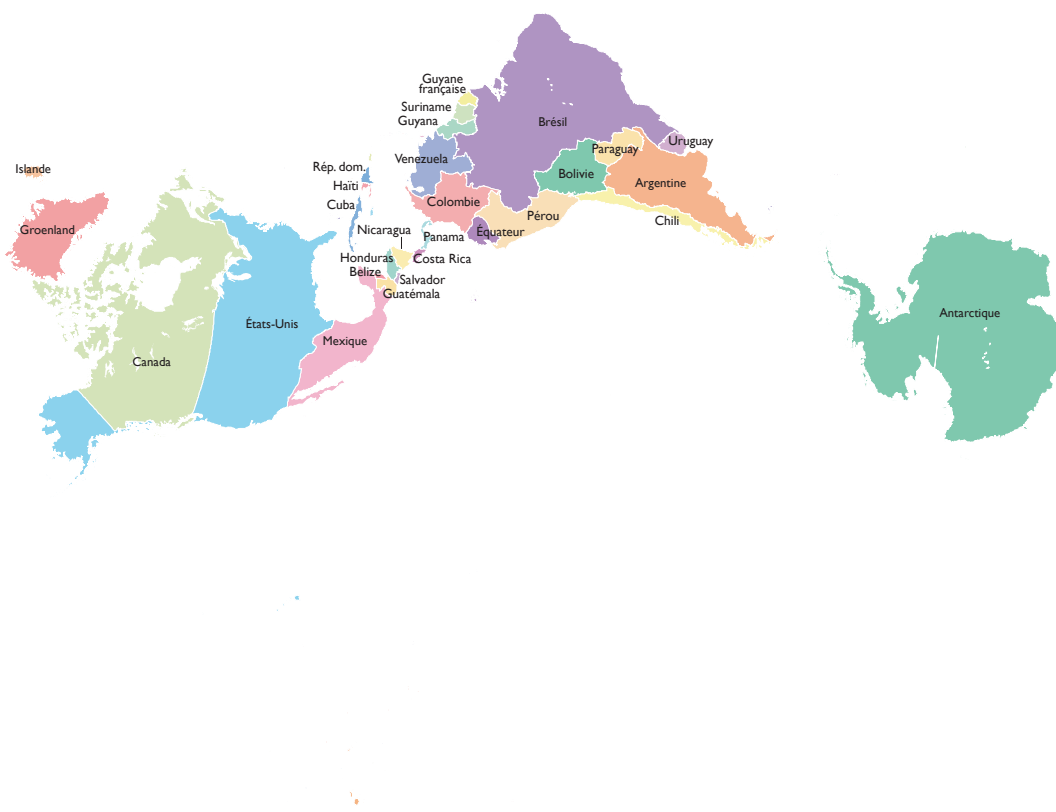 Guyane
française
Suriname
Guyana
Brésil
Uruguay
Paraguay
Venezuela
Rép. dom.
Islande
Bolivie
Argentine
Haïti
Colombie
Cuba
Pérou
Chili
Groenland
Nicaragua
Panama
Équateur
Honduras
Costa Rica
Belize
Salvador
Guatémala
Antarctique
États-Unis
Mexique
Canada